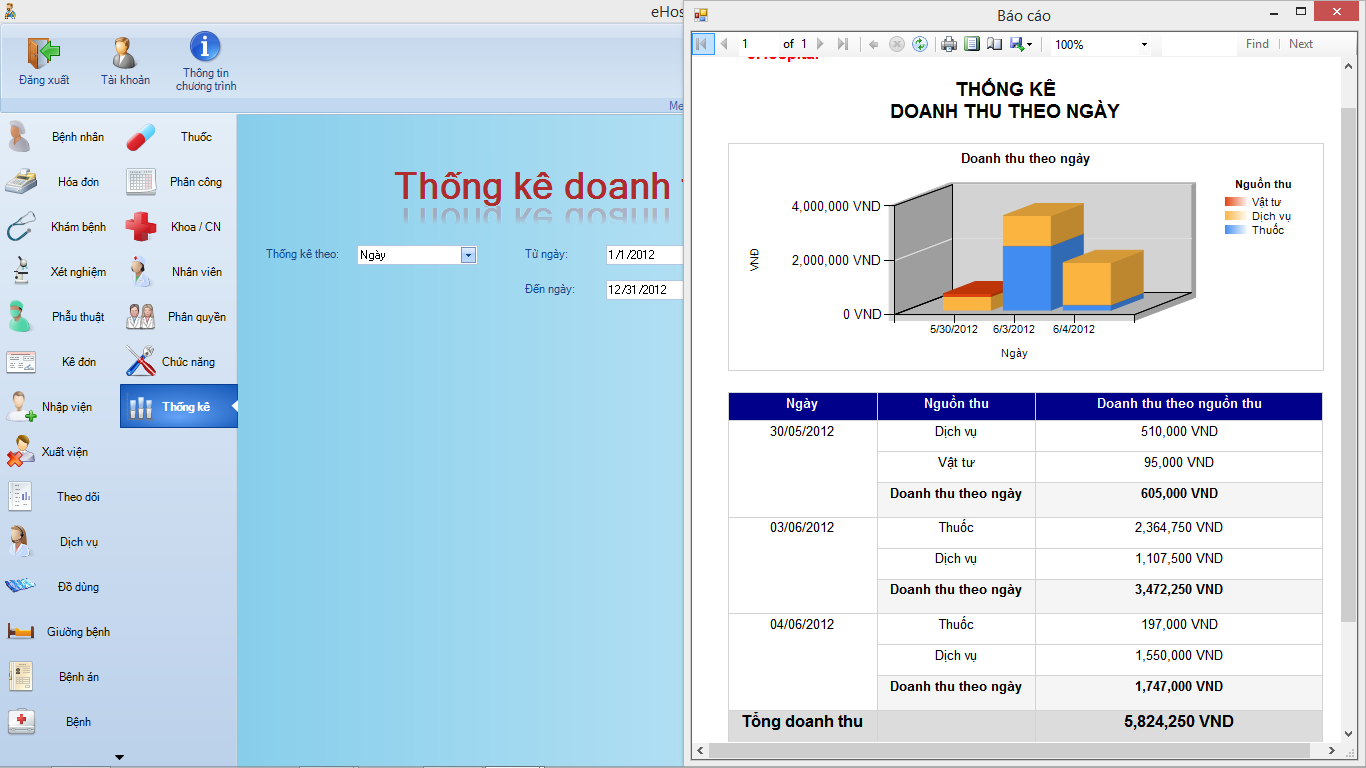 eHos
Đăng xuất
Tài khoản
Thông tin
chương trình
Me
Bệnh nhân
Thuốc
Hóa đơn
Phân công
Khám bệnh
Khoa / CN
Xét nghiệm
Nhân viên
Phẫu thuật
Phân quyền
Kê đơn
Chức năng
Nhập viện
Thống kê
Xuất viện
Theo dõi
Dịch vụ
Đồ dùng
Giường bệnh
Bệnh án
Bệnh
Thống kê doanh
Thống kê theo:
Ngày
Từ ngày:
1/1/2012
Đến ngày:
12/31/2012
Báo cáo
1 of 1
100%
Find | Next
eHospital
THỐNG KÊ
DOANH THU THEO NGÀY
Doanh thu theo ngày
Nguồn thu
Vật tư
Dịch vụ
Thuốc
VNĐ
4,000,000 VND
2,000,000 VND
0 VND
5/30/2012 6/3/2012 6/4/2012
Ngày
Ngày Nguồn thu Doanh thu theo nguồn thu
30/05/2012 Dịch vụ 510,000 VND
Vật tư 95,000 VND
Doanh thu theo ngày 605,000 VND
03/06/2012 Thuốc 2,364,750 VND
Dịch vụ 1,107,500 VND
Doanh thu theo ngày 3,472,250 VND
04/06/2012 Thuốc 197,000 VND
Dịch vụ 1,550,000 VND
Doanh thu theo ngày 1,747,000 VND
Tổng doanh thu 5,824,250 VND